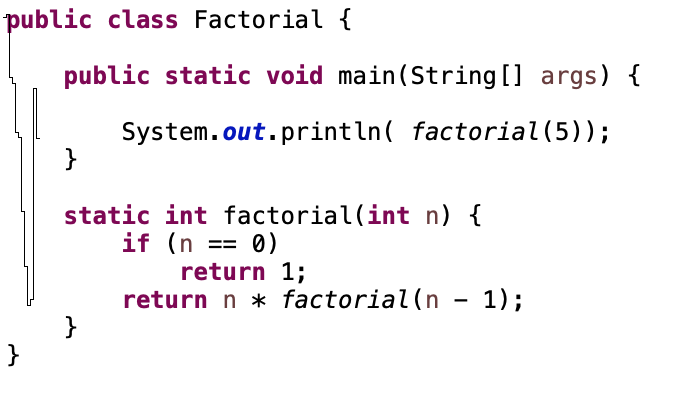 public class Factorial {
public static void main(String[] args) {
System.out.println( factorial(5));
}
static int factorial(int n) {
if (n == 0)
return 1;
return n * factorial(n - 1);
}
}